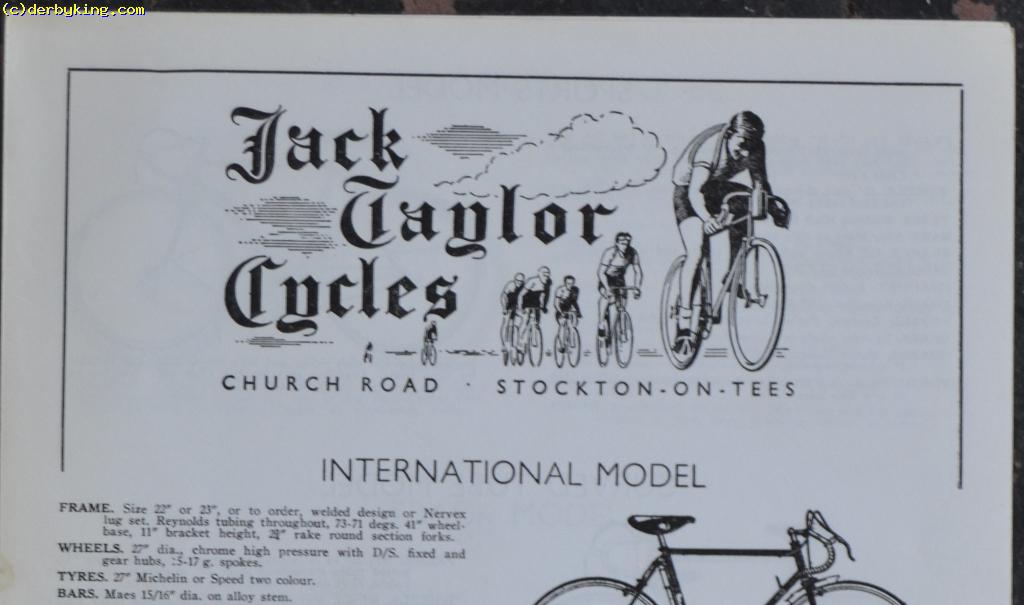 (c)derbyking.com
Jack
Taylor
Cycles
CHURCH ROAD · STOCKTON-ON-TEES
INTERNATIONAL MODEL
FRAME. Size 22" or 23", or to order, welded design or Nervex
lug set. Reynolds tubing throughout, 73-71 degs. 41" wheel-
base, 11" bracket height, rake round section forks.
WHEELS. 27" dia., chrome high pressure with D/S. fixed and
gear hubs, 15-17 g. spokes.
TYRES. 27" Michelin or Speed two colour.
BARS. Maes 15/16" dia. on alloy stem.